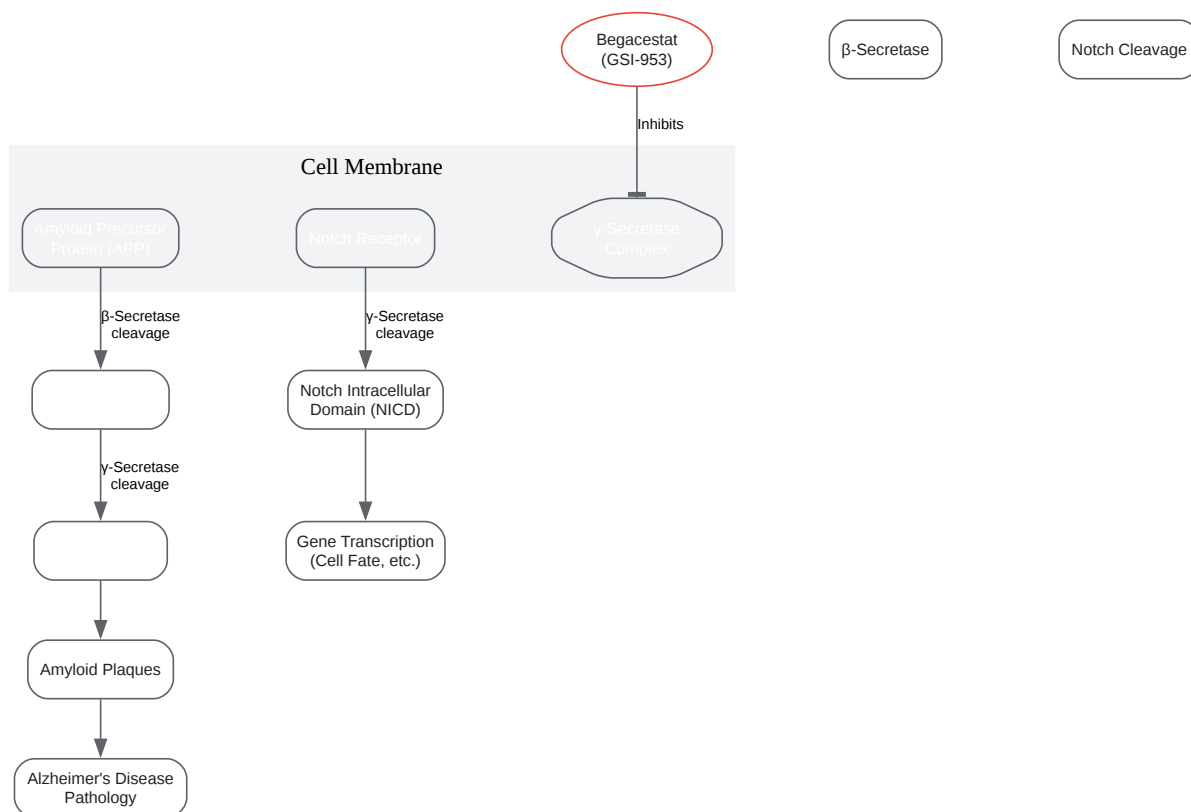 Begacestat
(GSI-953)
β-Secretase
Notch Cleavage
Inhibits
Cell Membrane
Amyloid Precursor
Protein (APP)
Notch Receptor
γ-Secretase
Complex
β-Secretase
cleavage
γ-Secretase
cleavage
Notch Intracellular
Domain (NICD)
γ-Secretase
cleavage
Gene Transcription
(Cell Fate, etc.)
Amyloid Plaques
Alzheimer's Disease
Pathology